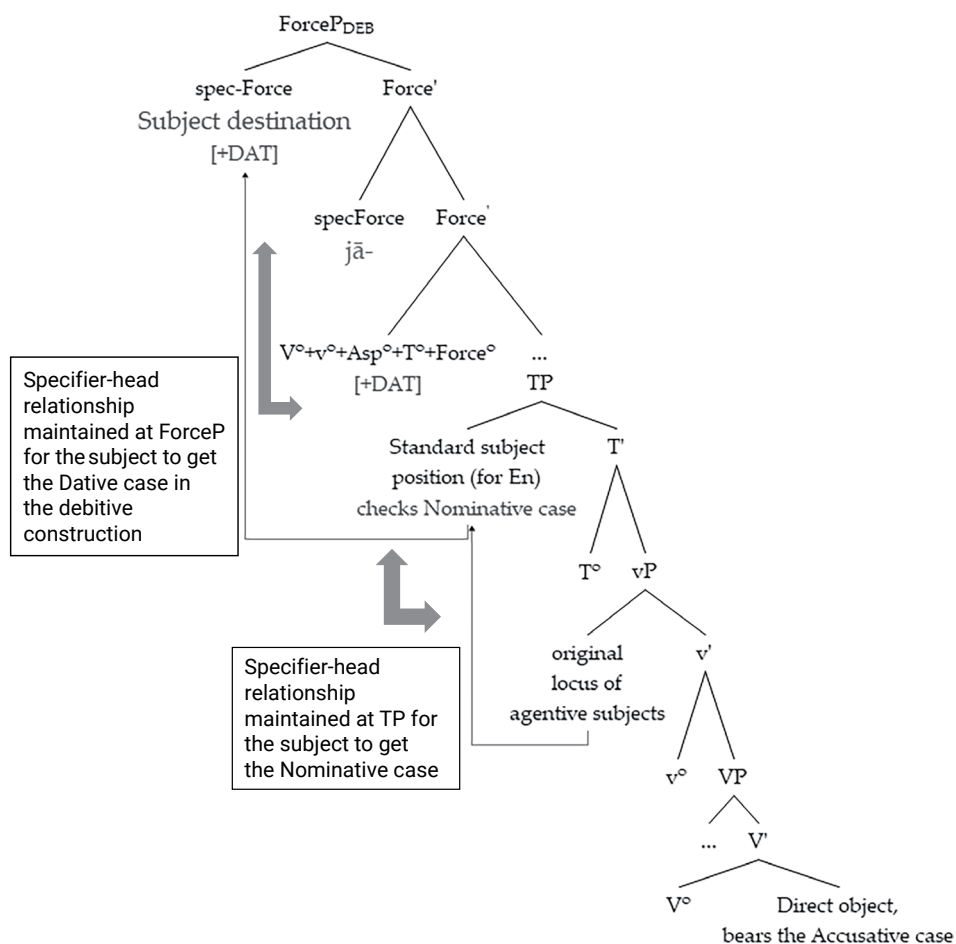 ForceP_DEB
spec-Force Force'
Subject destination
[+DAT]
specForce Force'
jā-
V°+v°+Asp°+T°+Force° ...
[+DAT] TP
Specifier-head
relationship
maintained at ForceP
for the subject to get
the Dative case in
the debitive
construction
Standard subject T'
position (for En)
checks Nominative case
T° vP
Specifier-head
relationship
maintained at TP for
the subject to get
the Nominative case
original v'
locus of
agentive subjects
v° VP
... V'
V° Direct object,
bears the Accusative case